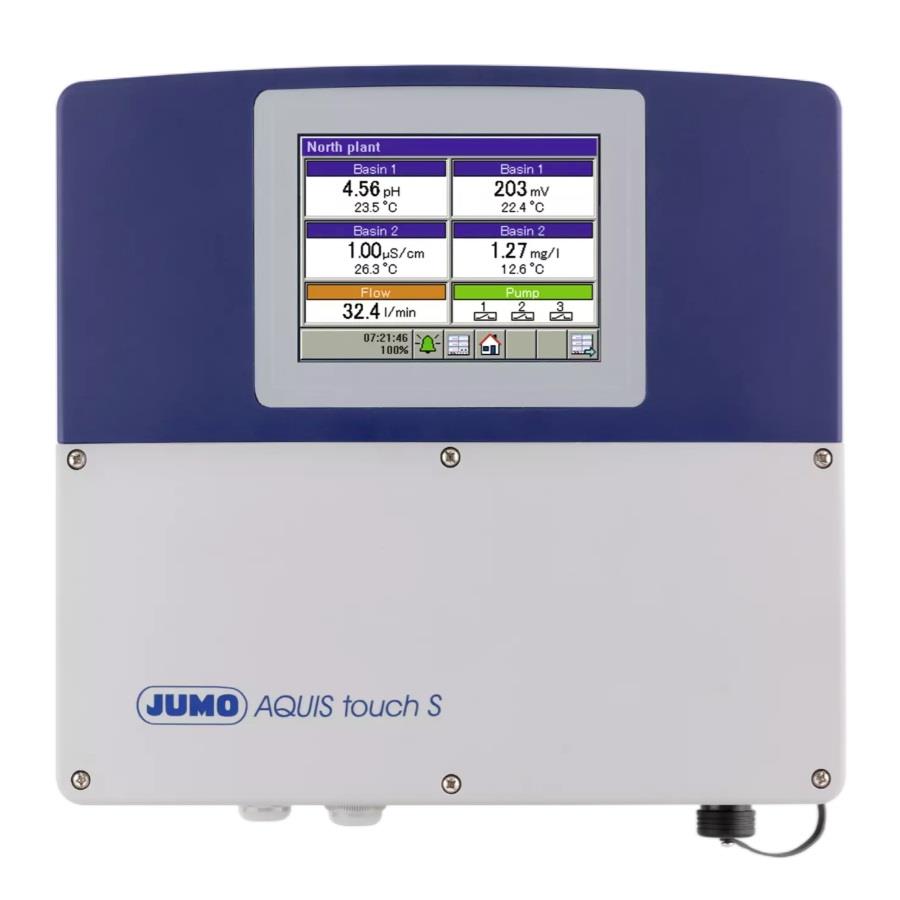 North plant
Basin 1
4.56 pH
23.5 °C
Basin 1
203 mV
22.4 °C
Basin 2
1.00 µS/cm
26.3 °C
Basin 2
1.27 mg/l
12.6 °C
Flow
32.4 l/min
Pump
1 2 3
07:21:46
100%
JUMO AQUIS touch S